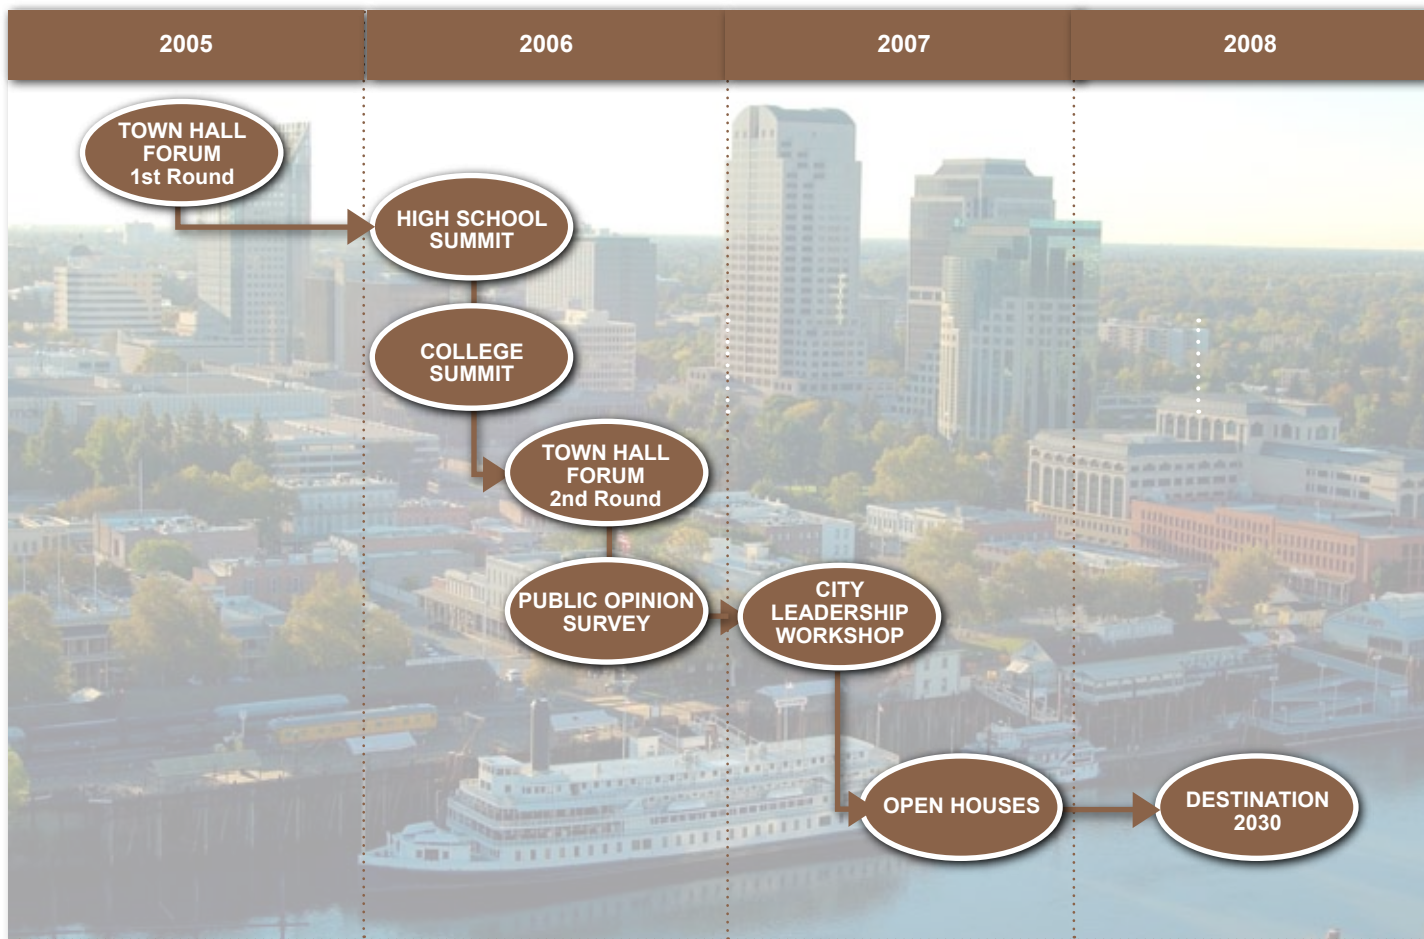 2005
2006
2007
2008
TOWN HALL
FORUM
1st Round
HIGH SCHOOL
SUMMIT
COLLEGE
SUMMIT
TOWN HALL
FORUM
2nd Round
PUBLIC OPINION
SURVEY
CITY
LEADERSHIP
WORKSHOP
OPEN HOUSES
DESTINATION
2030